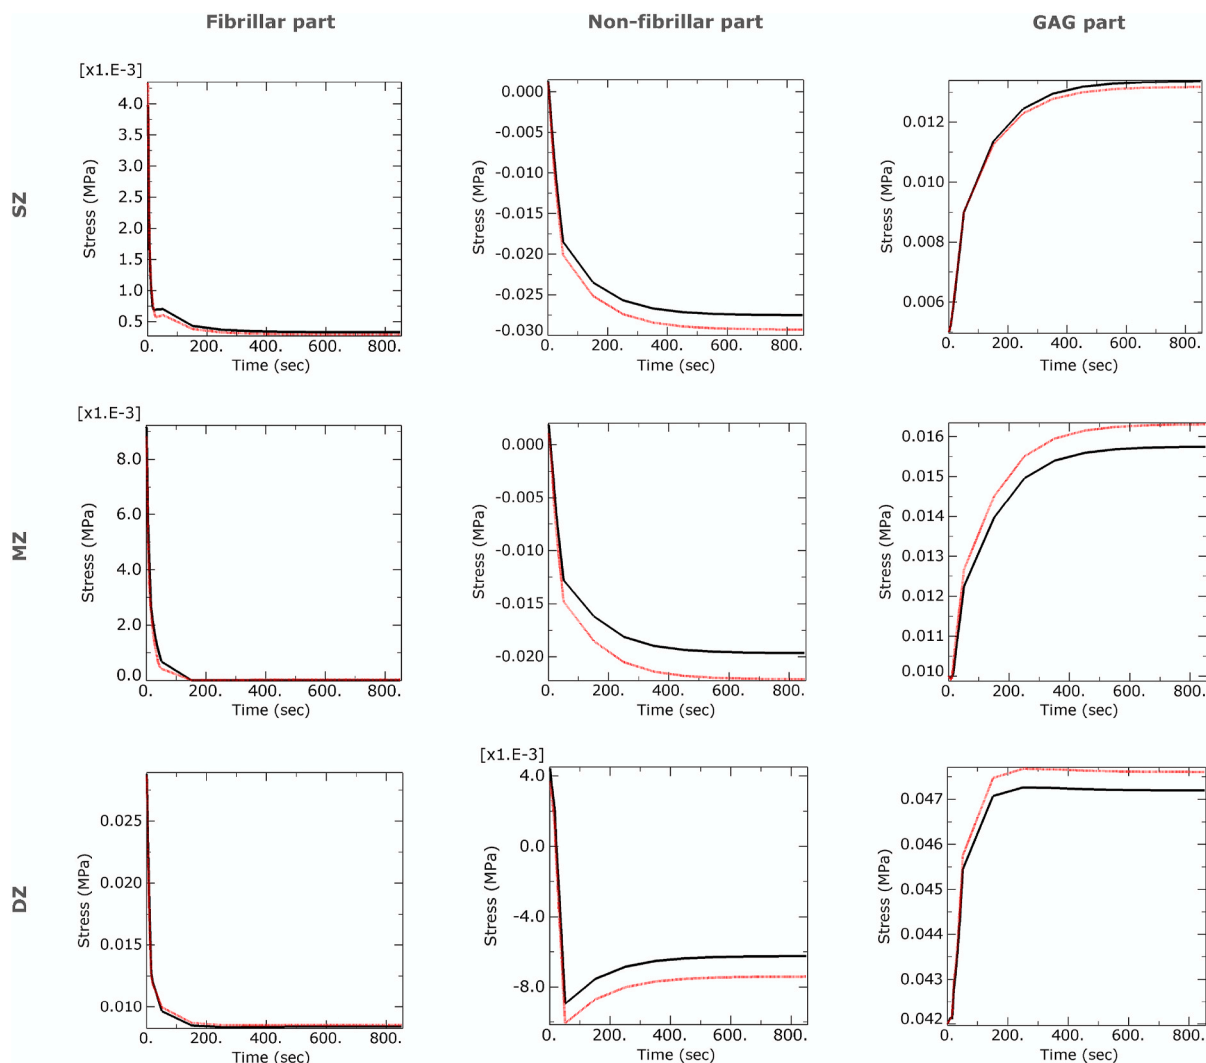 Fibrillar part Non-fibrillar part GAG part
SZ
[x1.E-3]
Stress (MPa)
4.0
3.5
3.0
2.5
2.0
1.5
1.0
0.5
0. 200. 400. 600. 800.
Time (sec)
Stress (MPa)
0.000
-0.005
-0.010
-0.015
-0.020
-0.025
-0.030
0. 200. 400. 600. 800.
Time (sec)
Stress (MPa)
0.012
0.010
0.008
0.006
0. 200. 400. 600. 800.
Time (sec)
MZ
[x1.E-3]
Stress (MPa)
8.0
6.0
4.0
2.0
0.0
0. 200. 400. 600. 800.
Time (sec)
Stress (MPa)
0.000
-0.005
-0.010
-0.015
-0.020
0. 200. 400. 600. 800.
Time (sec)
Stress (MPa)
0.016
0.015
0.014
0.013
0.012
0.011
0.010
0. 200. 400. 600. 800.
Time (sec)
DZ
Stress (MPa)
0.025
0.020
0.015
0.010
0. 200. 400. 600. 800.
Time (sec)
[x1.E-3]
Stress (MPa)
4.0
0.0
-4.0
-8.0
0. 200. 400. 600. 800.
Time (sec)
Stress (MPa)
0.047
0.046
0.045
0.044
0.043
0.042
0. 200. 400. 600. 800.
Time (sec)